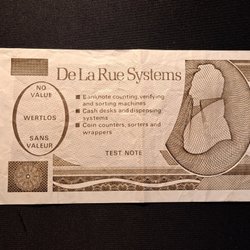 De La Rue Systems
NO
VALUE
WERTLOS
SANS
VALEUR
■ Banknote counting, verifying
and sorting machines
■ Cash desks and dispensing
systems
■ Coin counters, sorters and
wrappers
TEST NOTE